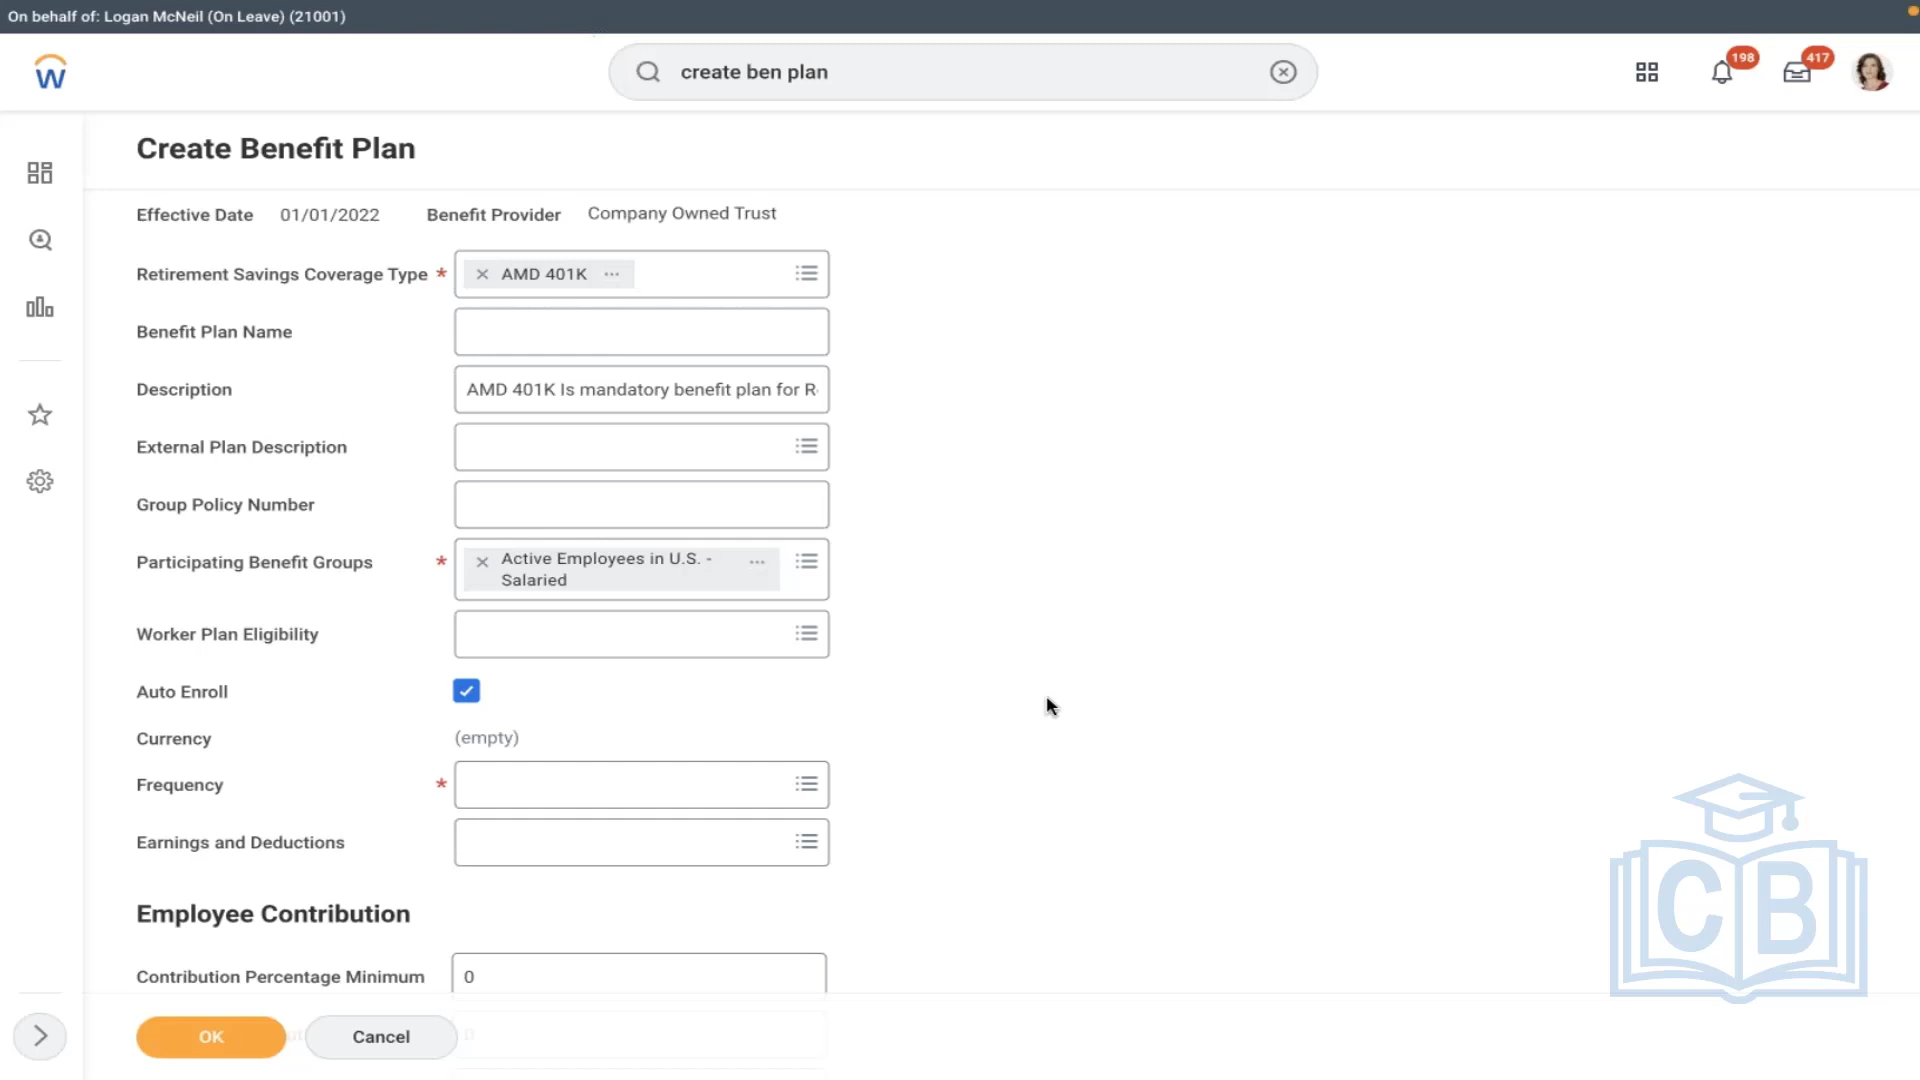 On behalf of: Logan McNeil (On Leave) (21001)
W
create ben plan
198
417
Create Benefit Plan
Effective Date 01/01/2022 Benefit Provider Company Owned Trust
Retirement Savings Coverage Type * AMD 401K
Benefit Plan Name
Description AMD 401K Is mandatory benefit plan for R
External Plan Description
Group Policy Number
Participating Benefit Groups * Active Employees in U.S. -
Salaried
Worker Plan Eligibility
Auto Enroll
Currency (empty)
Frequency *
Earnings and Deductions
Employee Contribution
Contribution Percentage Minimum 0
OK Cancel 0
CB